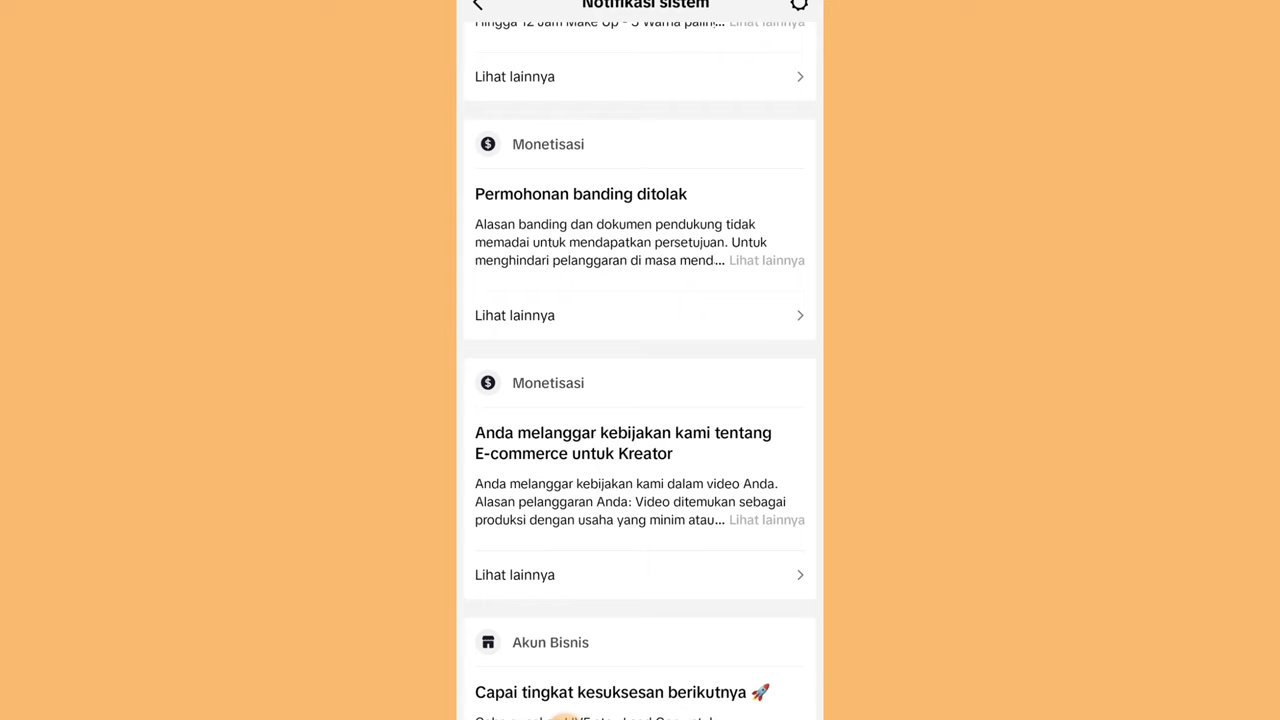 Notifikasi sistem
Hingga 12 Jam Make Up - 5 Warna palin... Lihat lainnya
Lihat lainnya
Monetisasi
Permohonan banding ditolak
Alasan banding dan dokumen pendukung tidak
memadai untuk mendapatkan persetujuan. Untuk
menghindari pelanggaran di masa mend... Lihat lainnya
Lihat lainnya
Monetisasi
Anda melanggar kebijakan kami tentang
E-commerce untuk Kreator
Anda melanggar kebijakan kami dalam video Anda.
Alasan pelanggaran Anda: Video ditemukan sebagai
produksi dengan usaha yang minim atau... Lihat lainnya
Lihat lainnya
Akun Bisnis
Capai tingkat kesuksesan berikutnya 🚀